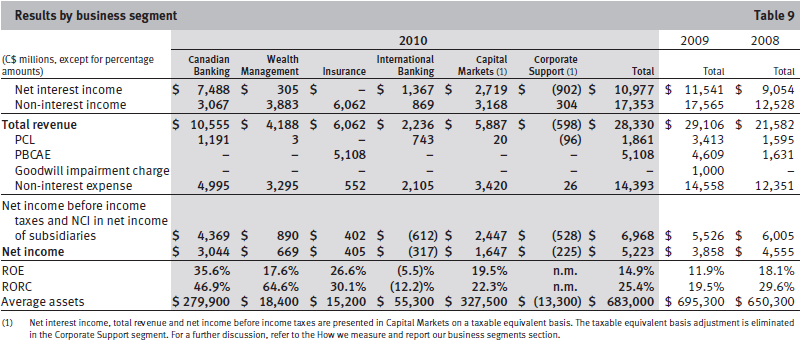 Results by business segment Table 9
2010 2009 2008
(C$ millions, except for percentage Canadian Wealth International Capital Corporate
amounts) Banking Management Insurance Banking Markets (1) Support (1) Total Total Total
Net interest income $ 7,488 $ 305 $ – $ 1,367 $ 2,719 $ (902) $ 10,977 $ 11,541 $ 9,054
Non-interest income 3,067 3,883 6,062 869 3,168 304 17,353 17,565 12,528
Total revenue $ 10,555 $ 4,188 $ 6,062 $ 2,236 $ 5,887 $ (598) $ 28,330 $ 29,106 $ 21,582
PCL 1,191 3 – 743 20 (96) 1,861 3,413 1,595
PBCAE – – 5,108 – – – 5,108 4,609 1,631
Goodwill impairment charge – – – – – – – 1,000 –
Non-interest expense 4,995 3,295 552 2,105 3,420 26 14,393 14,558 12,351
Net income before income
taxes and NCI in net income
of subsidiaries $ 4,369 $ 890 $ 402 $ (612) $ 2,447 $ (528) $ 6,968 $ 5,526 $ 6,005
Net income $ 3,044 $ 669 $ 405 $ (317) $ 1,647 $ (225) $ 5,223 $ 3,858 $ 4,555
ROE 35.6% 17.6% 26.6% (5.5)% 19.5% n.m. 14.9% 11.9% 18.1%
RORC 46.9% 64.6% 30.1% (12.2)% 22.3% n.m. 25.4% 19.5% 29.6%
Average assets $ 279,900 $ 18,400 $ 15,200 $ 55,300 $ 327,500 $ (13,300) $ 683,000 $ 695,300 $ 650,300
(1) Net interest income, total revenue and net income before income taxes are presented in Capital Markets on a taxable equivalent basis. The taxable equivalent basis adjustment is eliminated
in the Corporate Support segment. For a further discussion, refer to the How we measure and report our business segments section.